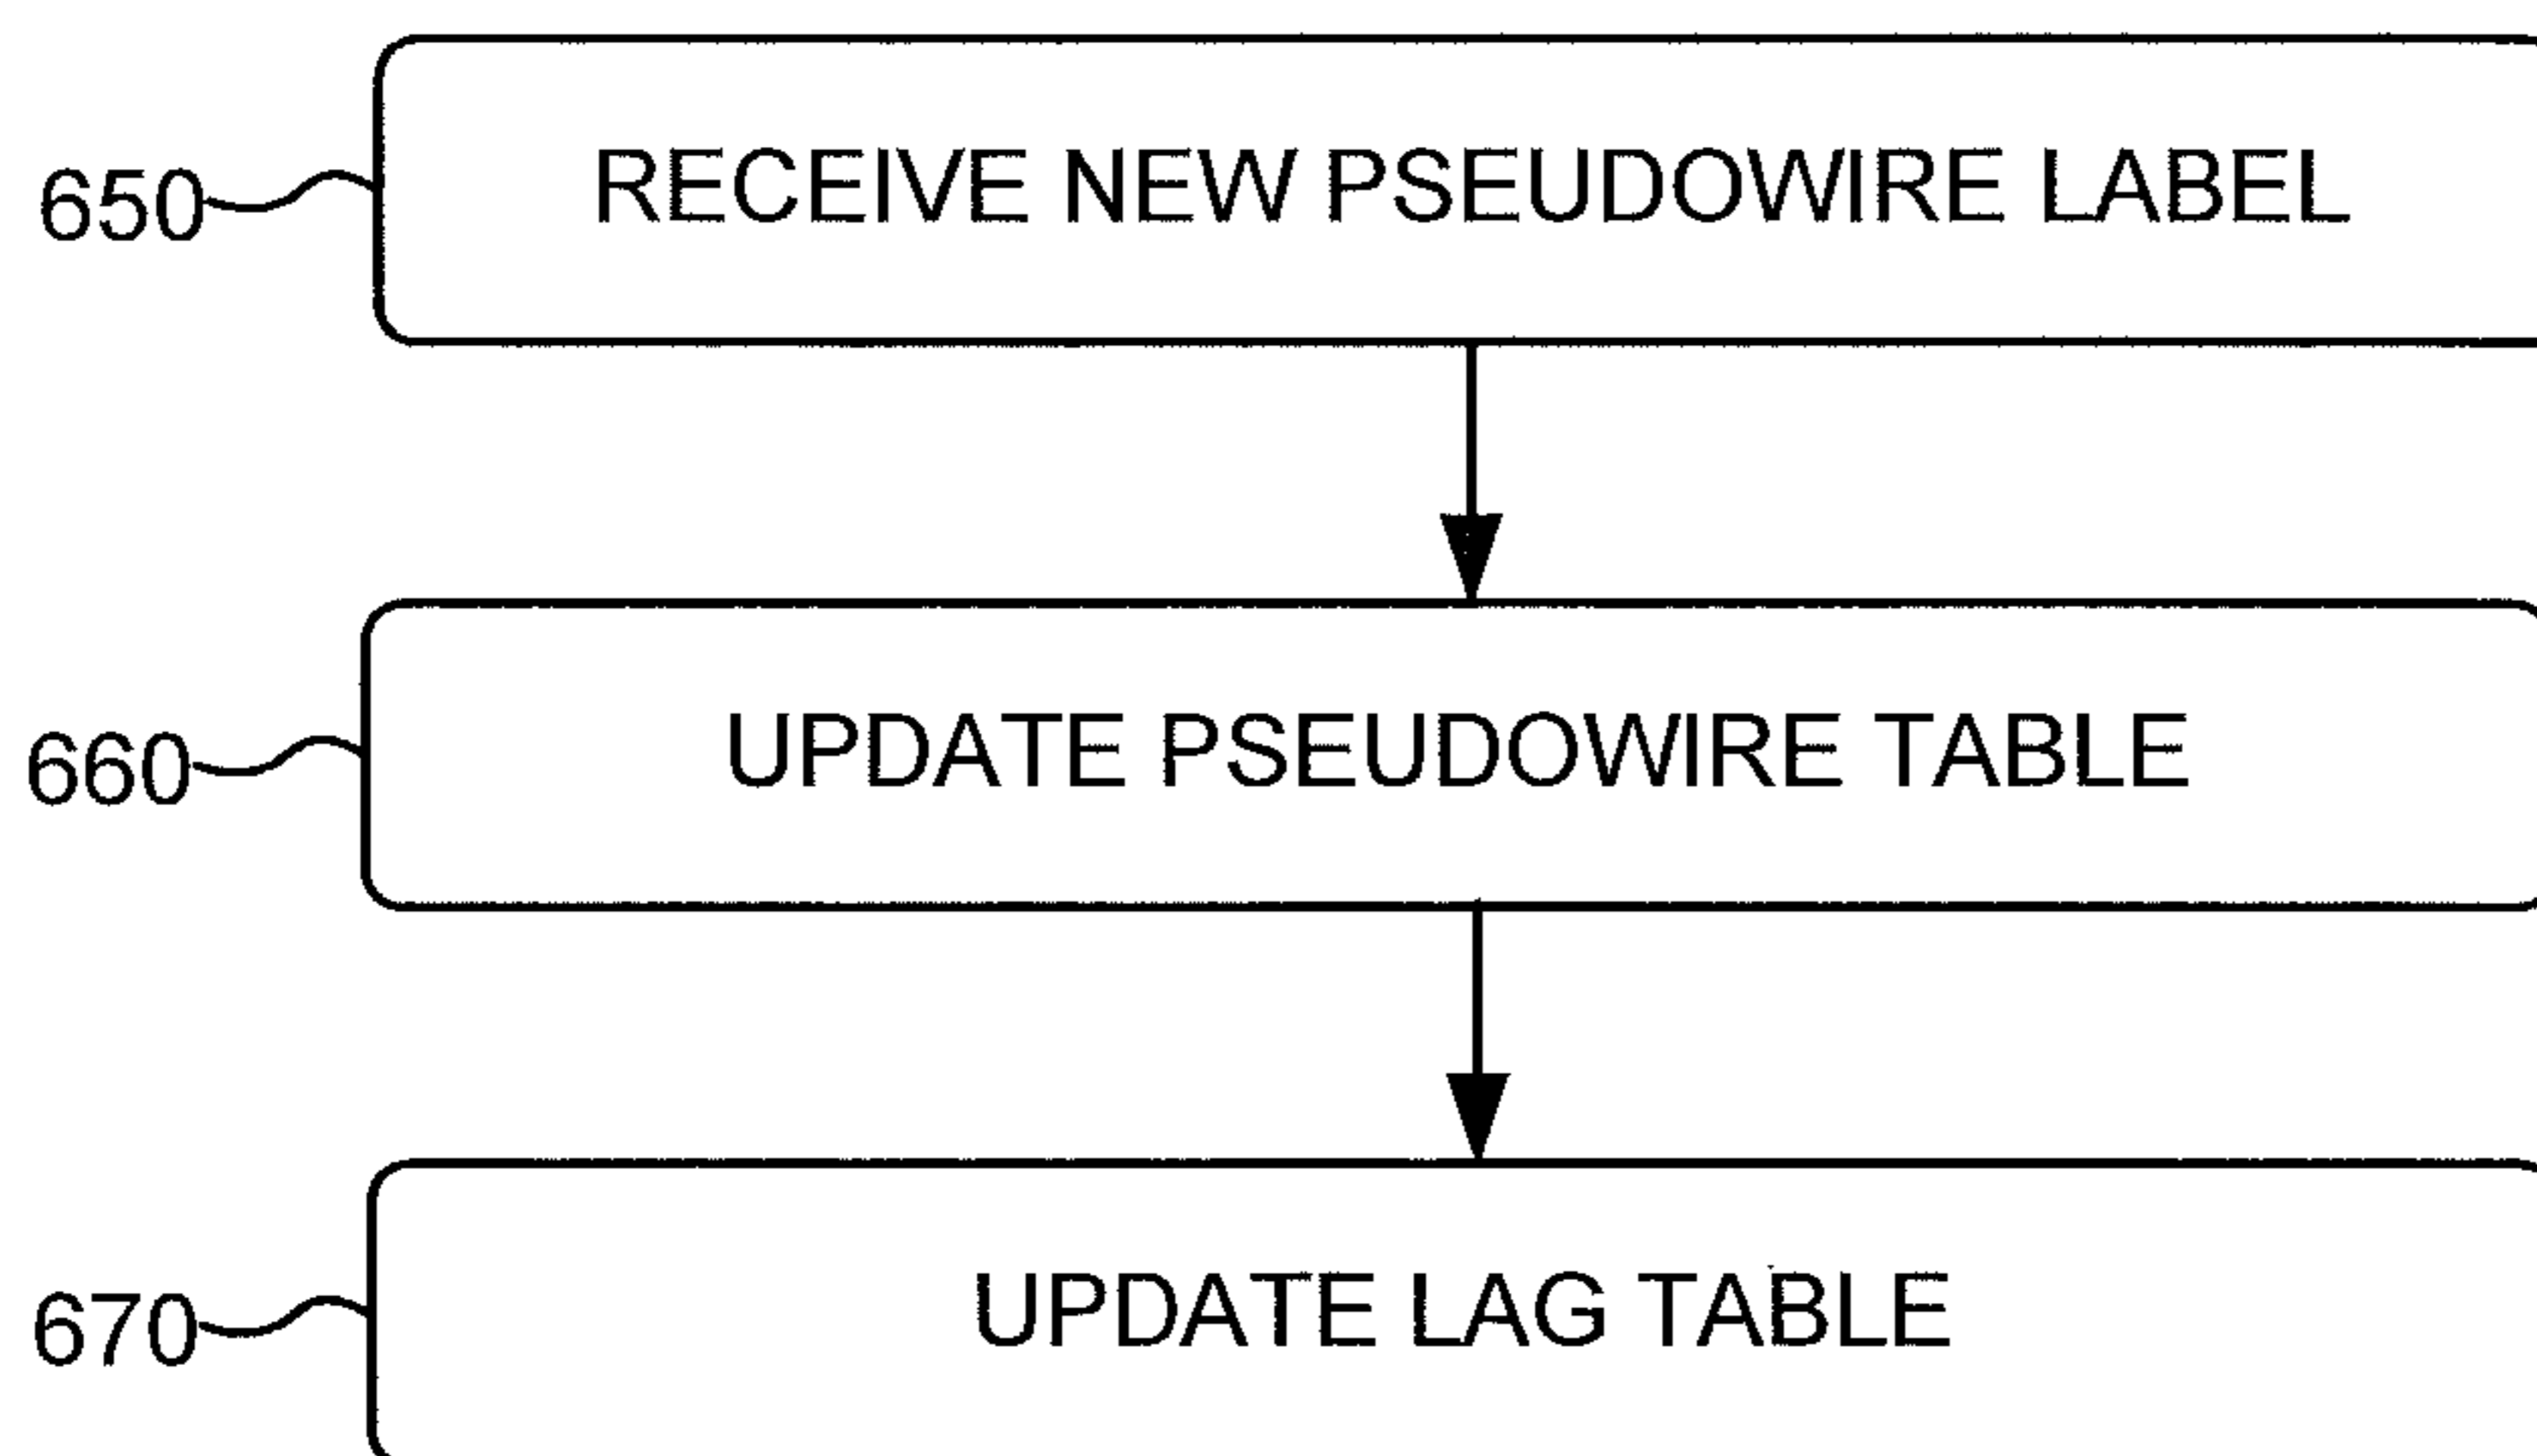 650 RECEIVE NEW PSEUDOWIRE LABEL
660 UPDATE PSEUDOWIRE TABLE
670 UPDATE LAG TABLE